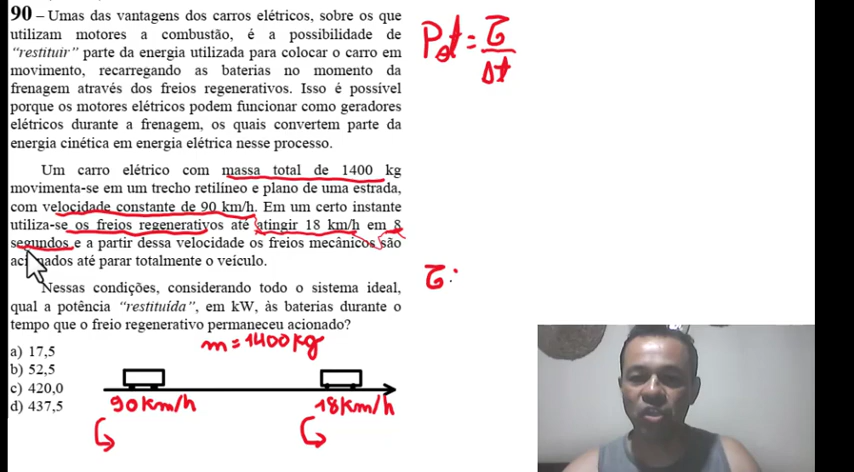 90 – Umas das vantagens dos carros elétricos, sobre os que
utilizam motores a combustão, é a possibilidade de
“restituir” parte da energia utilizada para colocar o carro em
movimento, recarregando as baterias no momento da
frenagem através dos freios regenerativos. Isso é possível
porque os motores elétricos podem funcionar como geradores
elétricos durante a frenagem, os quais convertem parte da
energia cinética em energia elétrica nesse processo.
Um carro elétrico com massa total de 1400 kg
movimenta-se em um trecho retilíneo e plano de uma estrada,
com velocidade constante de 90 km/h. Em um certo instante
utiliza-se os freios regenerativos até atingir 18 km/h em 8
segundos e a partir dessa velocidade os freios mecânicos são
acionados até parar totalmente o veículo.
Nessas condições, considerando todo o sistema ideal,
qual a potência “restituída”, em kW, às baterias durante o
tempo que o freio regenerativo permaneceu acionado?
a) 17,5
b) 52,5
c) 420,0
d) 437,5
m = 1400 kg
90 km/h
18 km/h
Pot = τ
Δt
τ: